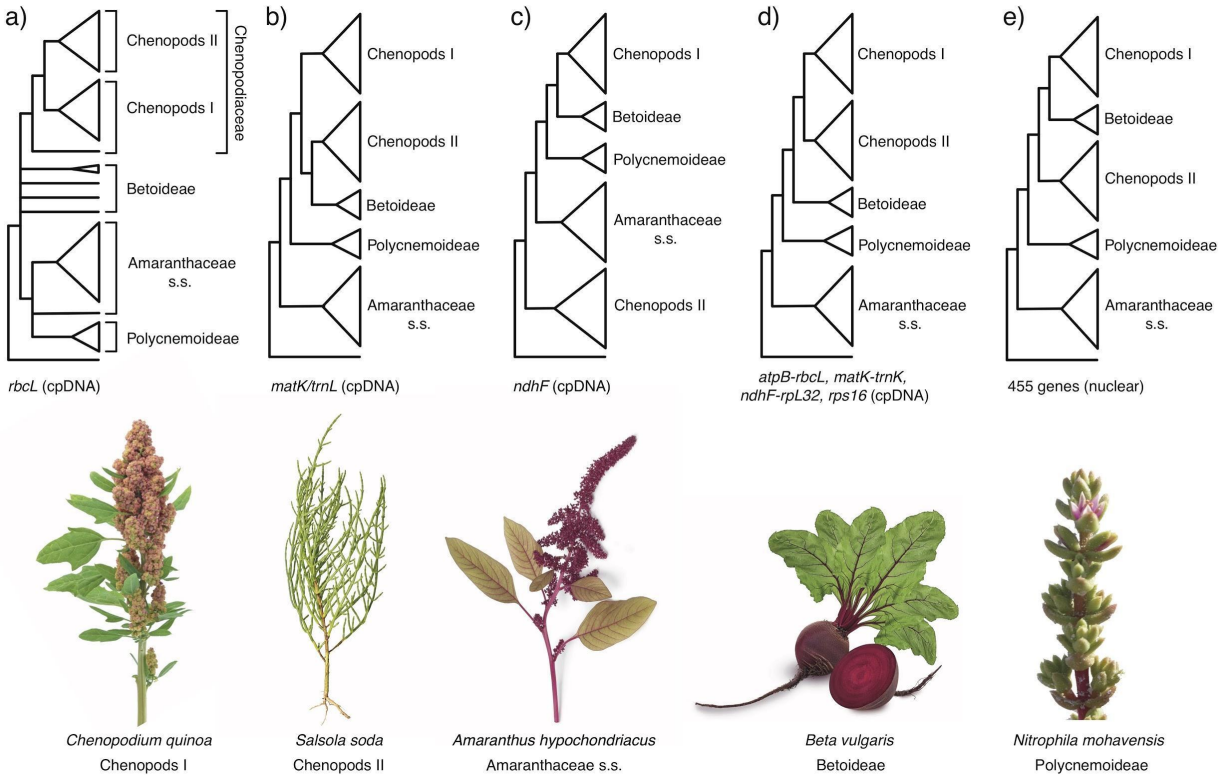 a)
Chenopods II
Chenopods I
Chenopodiaceae
Betoideae
Amaranthaceae
s.s.
Polycnemoideae
rbcL (cpDNA)
b)
Chenopods I
Chenopods II
Betoideae
Polycnemoideae
Amaranthaceae
s.s.
matK/trnL (cpDNA)
c)
Chenopods I
Betoideae
Polycnemoideae
Amaranthaceae
s.s.
Chenopods II
ndhF (cpDNA)
d)
Chenopods I
Chenopods II
Betoideae
Polycnemoideae
Amaranthaceae
s.s.
atpB-rbcL, matK-trnK,
ndhF-rpL32, rps16 (cpDNA)
e)
Chenopods I
Betoideae
Chenopods II
Polycnemoideae
Amaranthaceae
s.s.
455 genes (nuclear)
Chenopodium quinoa
Chenopods I
Salsola soda
Chenopods II
Amaranthus hypochondriacus
Amaranthaceae s.s.
Beta vulgaris
Betoideae
Nitrophila mohavensis
Polycnemoideae